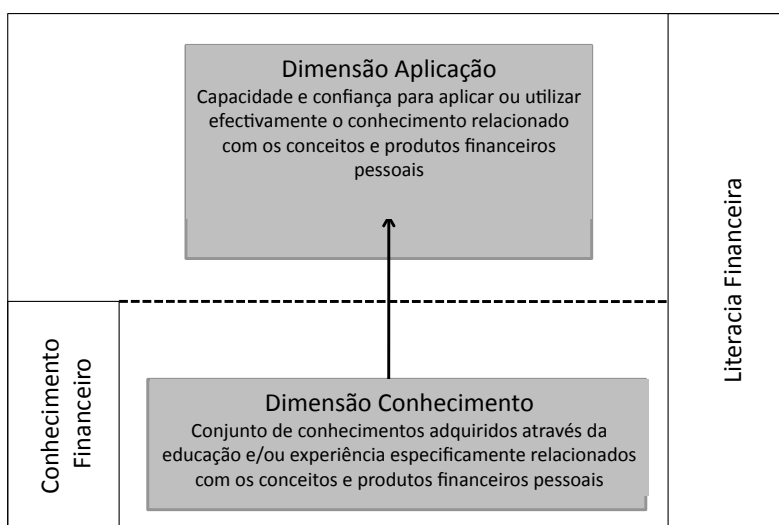 Dimensão Aplicação
Capacidade e confiança para aplicar ou utilizar
efectivamente o conhecimento relacionado
com os conceitos e produtos financeiros
pessoais
Literacia Financeira
Conhecimento
Financeiro
Dimensão Conhecimento
Conjunto de conhecimentos adquiridos através da
educação e/ou experiência especificamente relacionados
com os conceitos e produtos financeiros pessoais